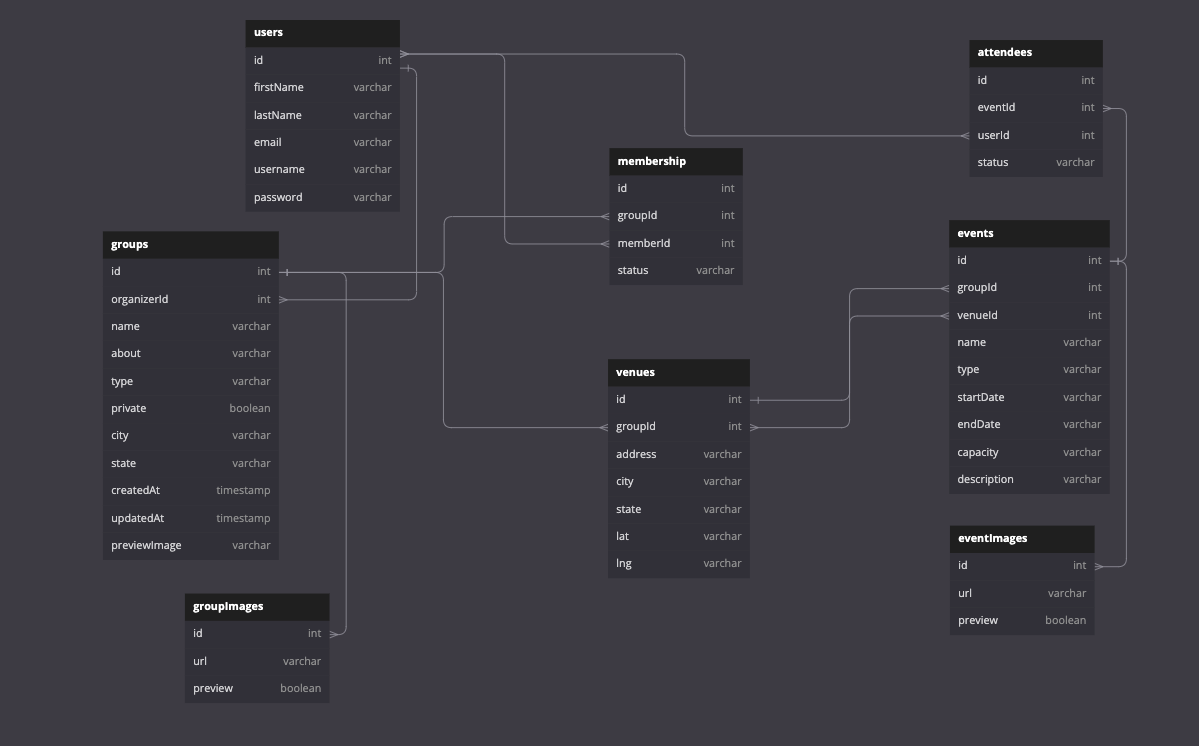 users
id int
firstName varchar
lastName varchar
email varchar
username varchar
password varchar
groups
id int
organizerId int
name varchar
about varchar
type varchar
private boolean
city varchar
state varchar
createdAt timestamp
updatedAt timestamp
previewImage varchar
groupImages
id int
url varchar
preview boolean
membership
id int
groupId int
memberId int
status varchar
venues
id int
groupId int
address varchar
city varchar
state varchar
lat varchar
lng varchar
attendees
id int
eventId int
userId int
status varchar
events
id int
groupId int
venueId int
name varchar
type varchar
startDate varchar
endDate varchar
capacity varchar
description varchar
eventImages
id int
url varchar
preview boolean